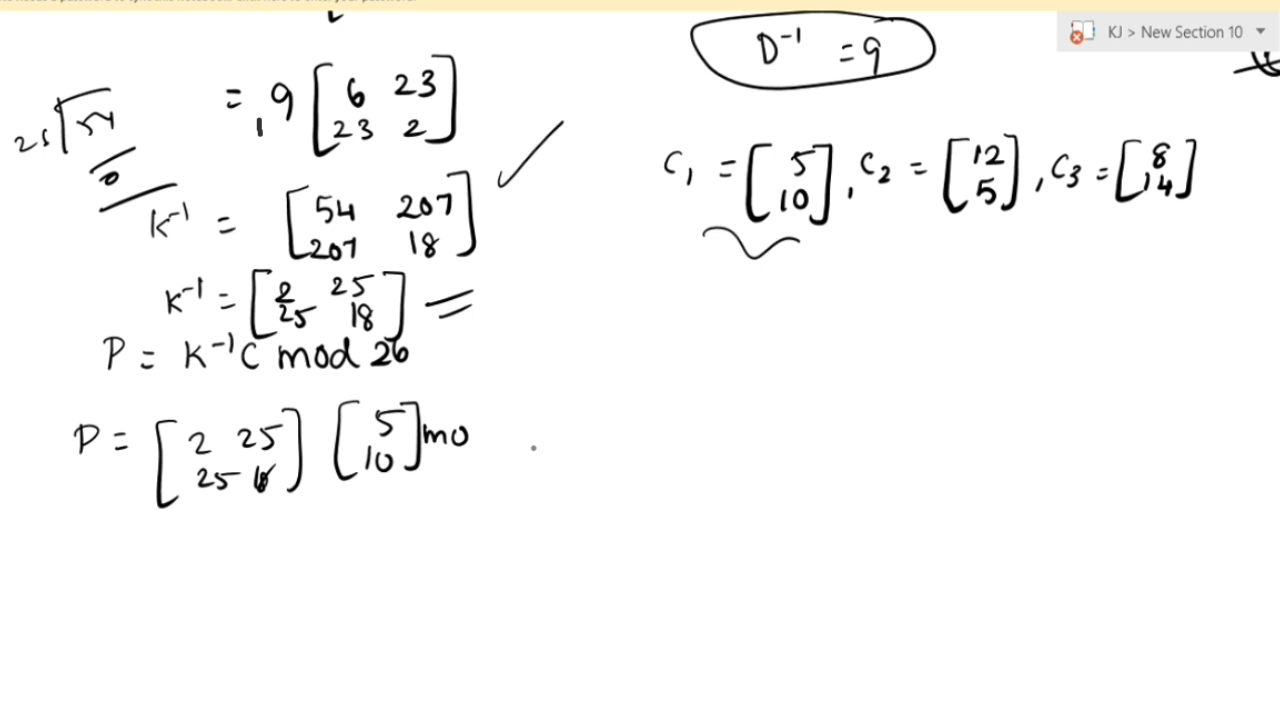 KJ > New Section 10
D⁻¹ = 9
= 9 [ 6 23
23 2 ]
K⁻¹ = [ 54 207
207 18 ]
K⁻¹ = [ 2 25
25 18 ]
P = K⁻¹C mod 26
P = [ 2 25
25 18 ] [ 5
10 ] mo
C₁ = [ 5
10 ], C₂ = [ 12
5 ], C₃ = [ 8
14 ]